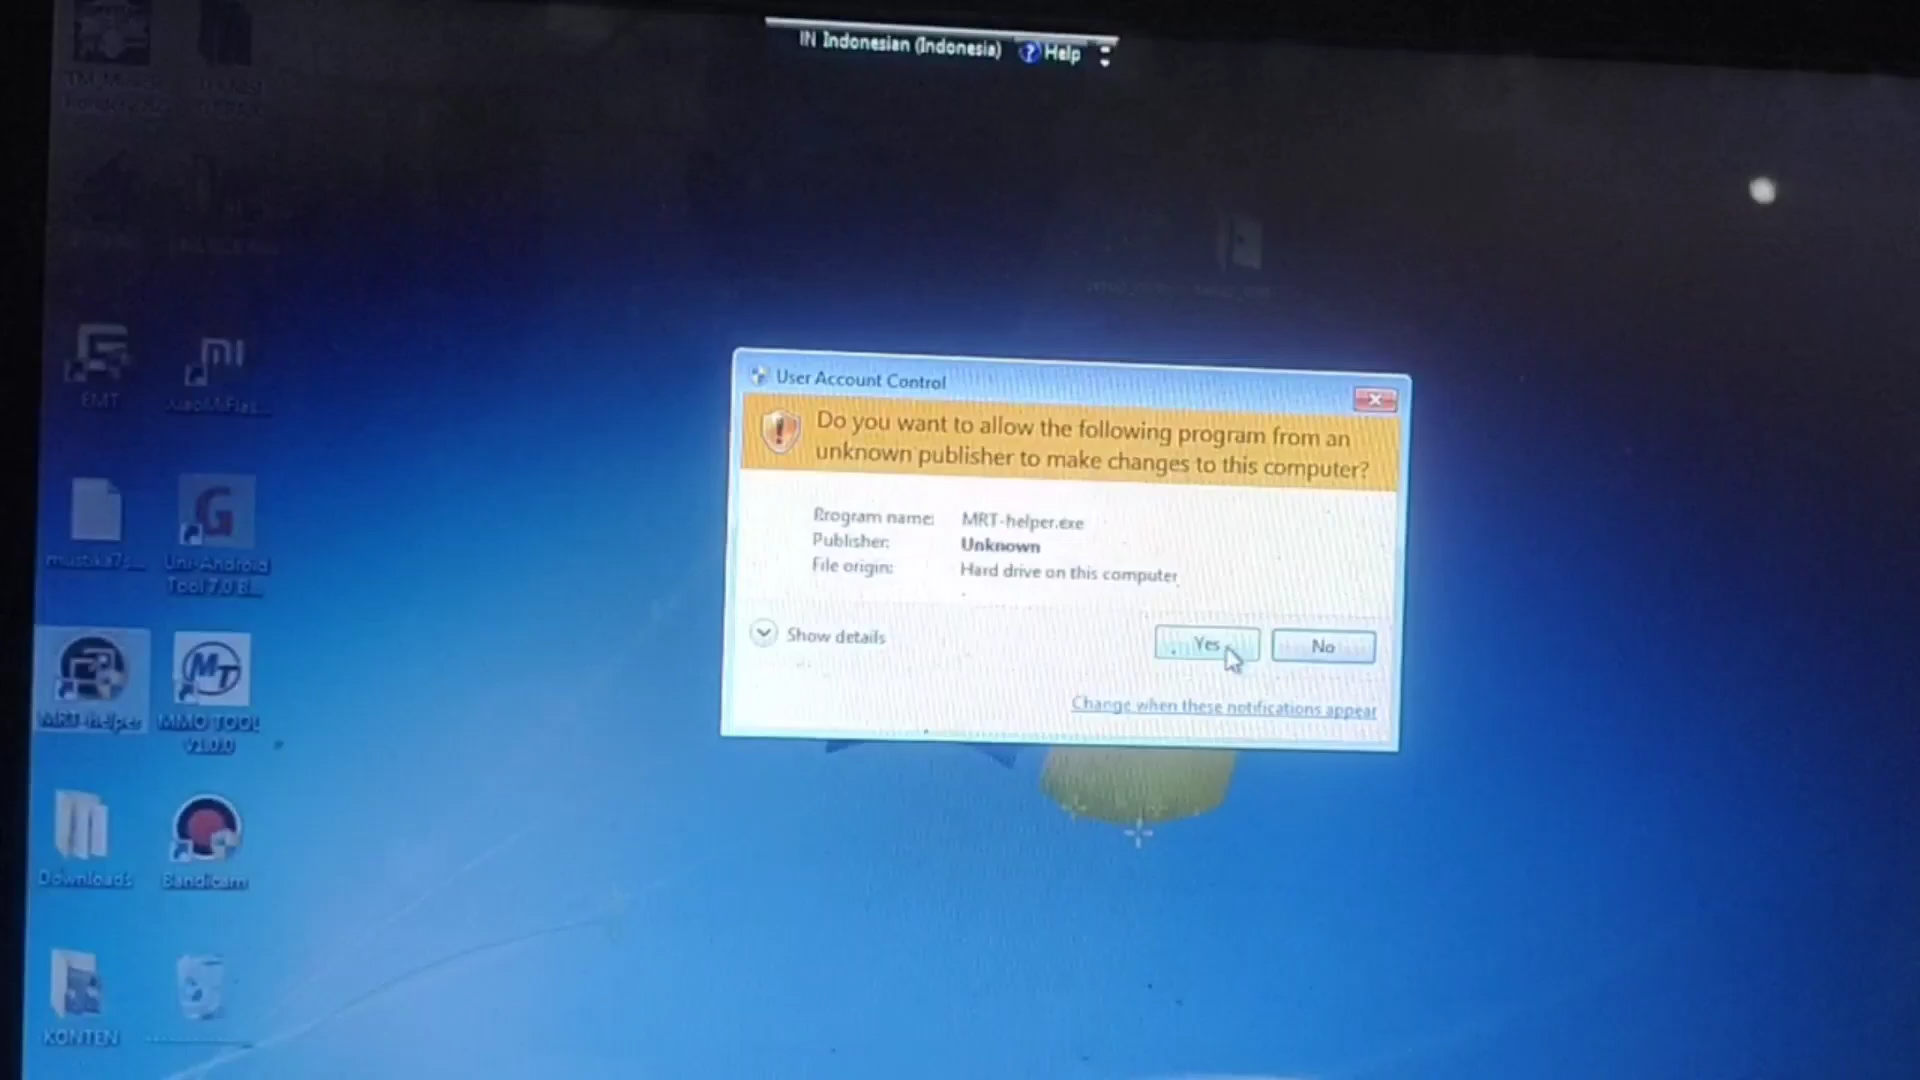 IN Indonesian (Indonesia) ? Help
User Account Control
Do you want to allow the following program from an
unknown publisher to make changes to this computer?
Program name: MRT-helper.exe
Publisher: Unknown
File origin: Hard drive on this computer
Show details
Yes
No
Change when these notifications appear
EMT
XiaoMiFlas...
mustika7s...
Uni-Android
Tool 7.0 B...
MRT-helper
MMO TOOL
v1.0.0
Downloads
Bandicam
KONTEN